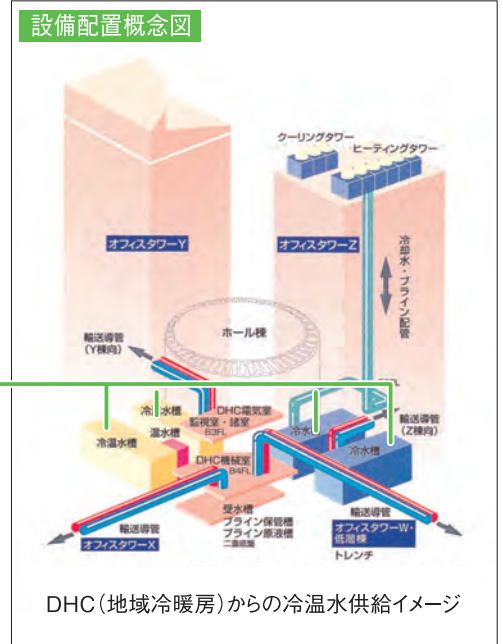 設備配置概念図
クーリングタワー
ヒーティングタワー
オフィスタワーY
オフィスタワーZ
冷却水・ブライン配管
ホール棟
輸送導管
(Y棟向)
DHC電気室
監視室・諸室
B3FL
輸送導管
(Z棟向)
冷温水槽
温水槽
冷水槽
DHC機械室
B4FL
受水槽
ブライン保管槽
ブライン原液槽
二重底盤
輸送導管
オフィスタワーX
輸送導管
オフィスタワーW・
低層棟
トレンチ
DHC(地域冷暖房)からの冷温水供給イメージ